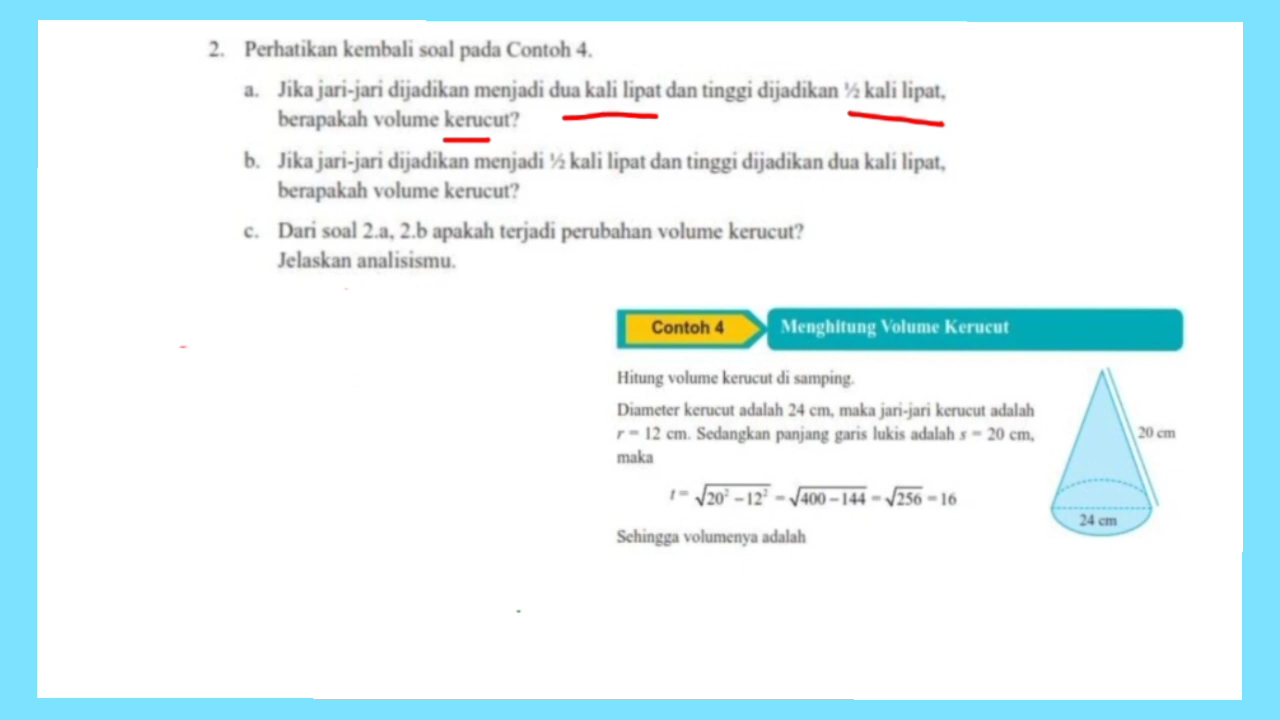 2. Perhatikan kembali soal pada Contoh 4.
a. Jika jari-jari dijadikan menjadi dua kali lipat dan tinggi dijadikan ½ kali lipat,
berapakah volume kerucut?
b. Jika jari-jari dijadikan menjadi ½ kali lipat dan tinggi dijadikan dua kali lipat,
berapakah volume kerucut?
c. Dari soal 2.a, 2.b apakah terjadi perubahan volume kerucut?
Jelaskan analisismu.
Contoh 4 Menghitung Volume Kerucut
Hitung volume kerucut di samping.
Diameter kerucut adalah 24 cm, maka jari-jari kerucut adalah
r = 12 cm. Sedangkan panjang garis lukis adalah s = 20 cm,
maka
t = √20² – 12² = √400 – 144 = √256 = 16
Sehingga volumenya adalah
20 cm
24 cm